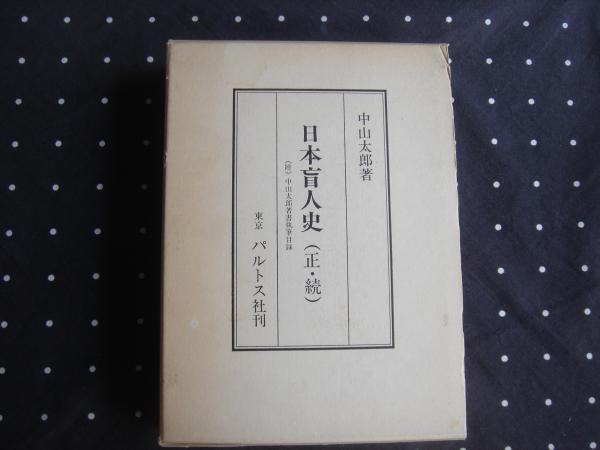 中山太郎著
日本盲人史（正・続）
（附）中山太郎著書執筆目録
東京 パルトス社刊